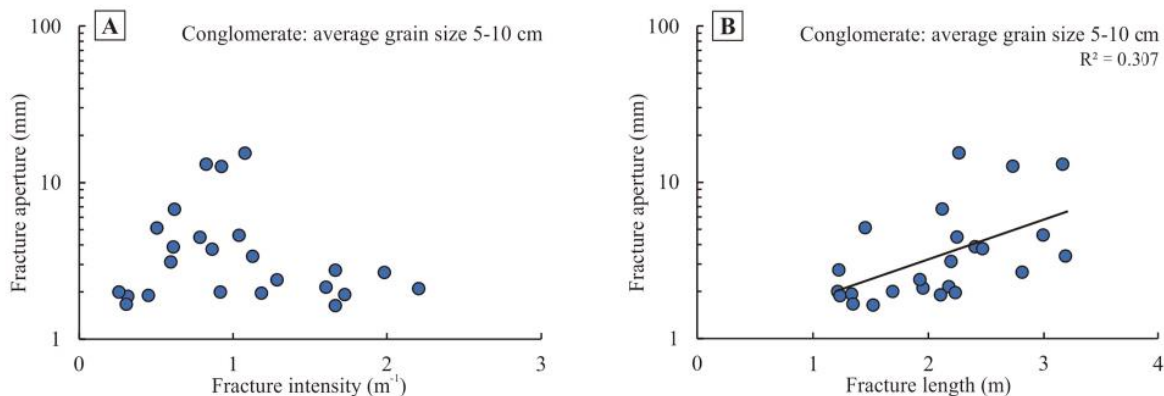 A
Conglomerate: average grain size 5-10 cm
100
10
1
Fracture aperture (mm)
0 1 2 3
Fracture intensity (m⁻¹)
B
Conglomerate: average grain size 5-10 cm
R² = 0.307
100
10
1
Fracture aperture (mm)
0 1 2 3 4
Fracture length (m)